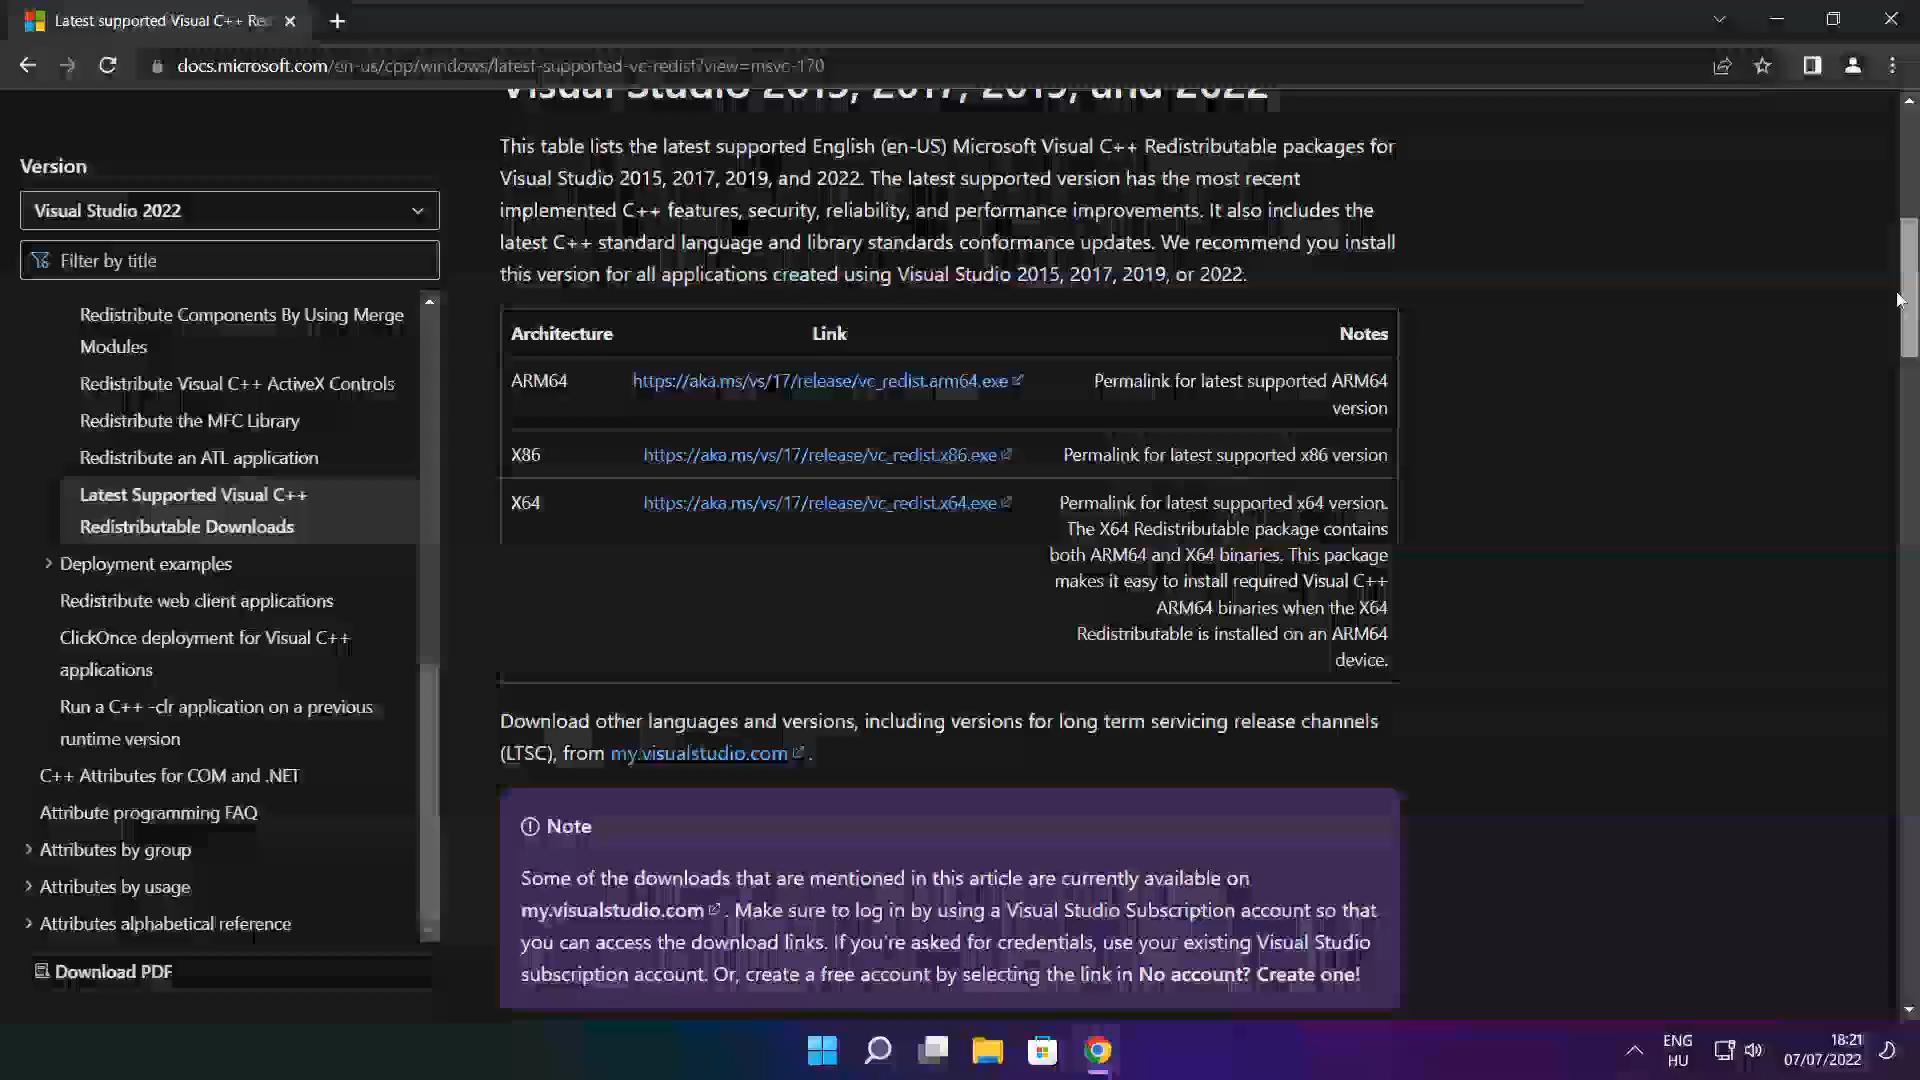 Latest supported Visual C++ Re
docs.microsoft.com/en-us/cpp/windows/latest-supported-vc-redist?view=msvc-170
Version
Visual Studio 2022
Filter by title
Redistribute Components By Using Merge
Modules
Redistribute Visual C++ ActiveX Controls
Redistribute the MFC Library
Redistribute an ATL application
Latest Supported Visual C++
Redistributable Downloads
Deployment examples
Redistribute web client applications
ClickOnce deployment for Visual C++
applications
Run a C++ -clr application on a previous
runtime version
C++ Attributes for COM and .NET
Attribute programming FAQ
Attributes by group
Attributes by usage
Attributes alphabetical reference
Download PDF
Visual Studio 2015, 2017, 2019, and 2022
This table lists the latest supported English (en-US) Microsoft Visual C++ Redistributable packages for
Visual Studio 2015, 2017, 2019, and 2022. The latest supported version has the most recent
implemented C++ features, security, reliability, and performance improvements. It also includes the
latest C++ standard language and library standards conformance updates. We recommend you install
this version for all applications created using Visual Studio 2015, 2017, 2019, or 2022.
Architecture Link Notes
ARM64 https://aka.ms/vs/17/release/vc_redist.arm64.exe Permalink for latest supported ARM64
version
X86 https://aka.ms/vs/17/release/vc_redist.x86.exe Permalink for latest supported x86 version
X64 https://aka.ms/vs/17/release/vc_redist.x64.exe Permalink for latest supported x64 version.
The X64 Redistributable package contains
both ARM64 and X64 binaries. This package
makes it easy to install required Visual C++
ARM64 binaries when the X64
Redistributable is installed on an ARM64
device.
Download other languages and versions, including versions for long term servicing release channels
(LTSC), from my.visualstudio.com .
Note
Some of the downloads that are mentioned in this article are currently available on
my.visualstudio.com . Make sure to log in by using a Visual Studio Subscription account so that
you can access the download links. If you're asked for credentials, use your existing Visual Studio
subscription account. Or, create a free account by selecting the link in No account? Create one!
ENG
HU
18:21
07/07/2022